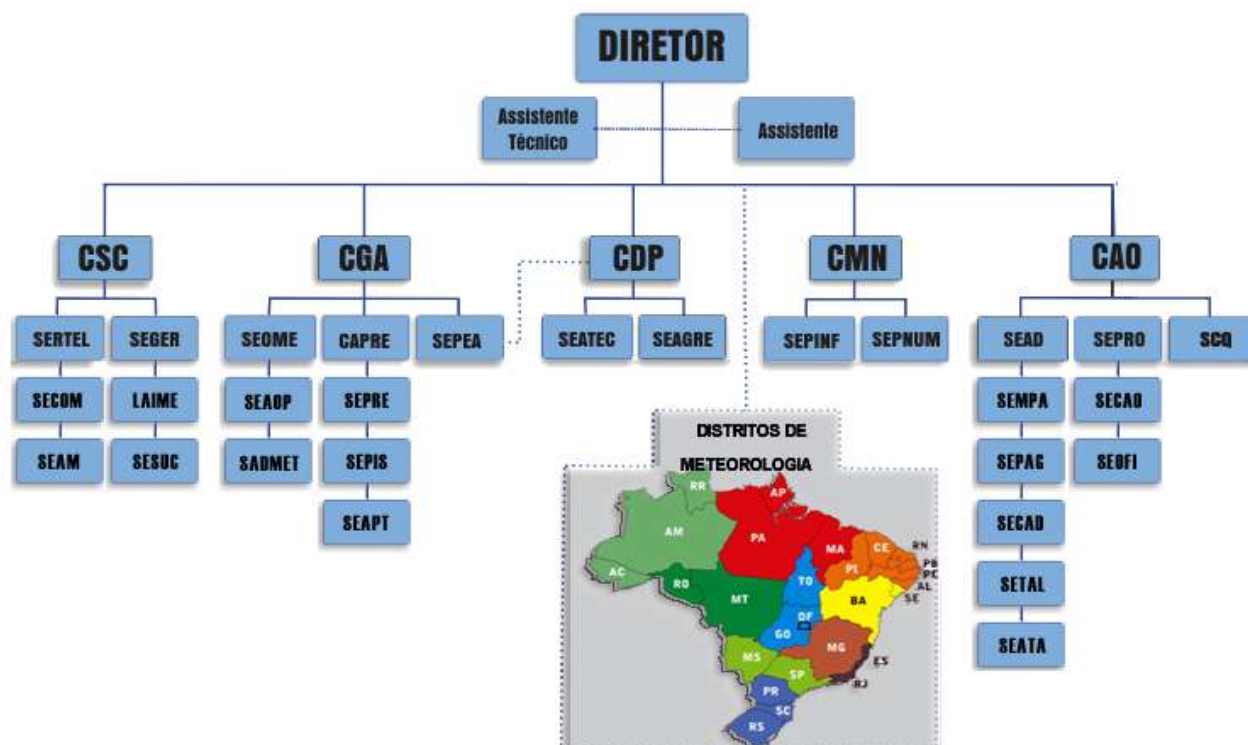 DIRETOR
Assistente
Técnico
Assistente
CSC
CGA
CDP
CMN
CAO
SERTEL
SEGER
SEOME
CAPRE
SEPEA
SEATEC
SEAGRE
SEPINF
SEPNUM
SEAD
SEPRO
SCQ
SECOM
LAIME
SEAOP
SEPRE
SEMPA
SECAO
SEAM
SESUC
SADMET
SEPIS
SEPAG
SEOFI
SEAPT
SECAD
SETAL
SEATA
DISTRITOS DE
METEOROLOGIA
RR
AP
AM
PA
MA
CE
RN
PB
PE
AL
SE
PI
AC
RO
TO
MT
BA
DF
GO
MG
MS
ES
SP
RJ
PR
SC
RS